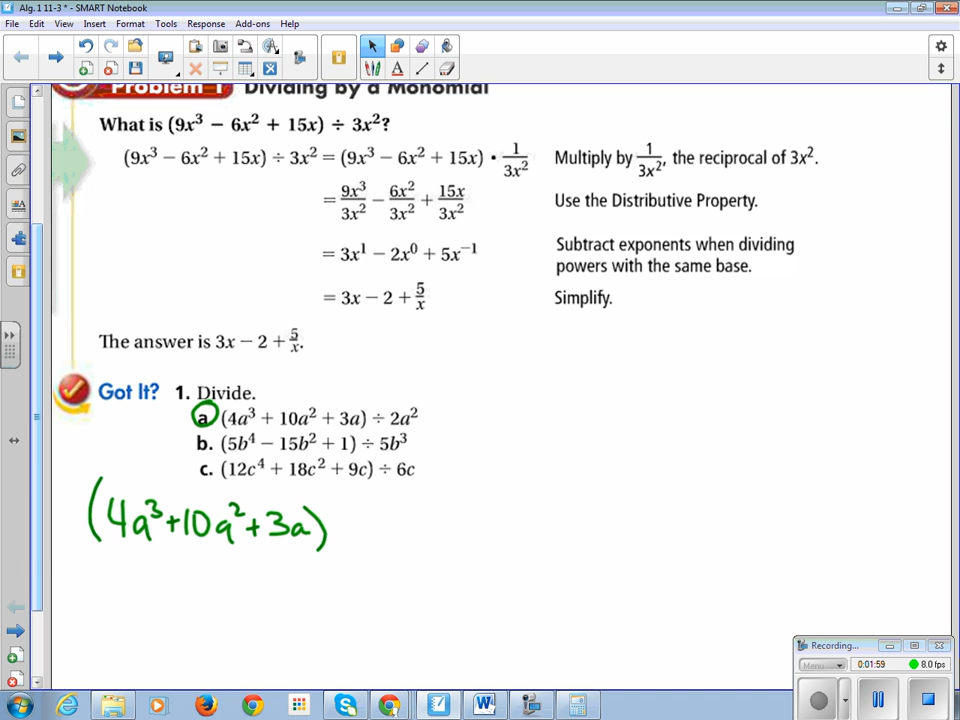 Alg. 1 11-3 * - SMART Notebook
File Edit View Insert Format Tools Response Add-ons Help
Problem 1 Dividing by a Monomial
What is (9x³ − 6x² + 15x) ÷ 3x²?
(9x³ − 6x² + 15x) ÷ 3x² = (9x³ − 6x² + 15x) • 1/3x² Multiply by 1/3x², the reciprocal of 3x².
= 9x³/3x² − 6x²/3x² + 15x/3x² Use the Distributive Property.
= 3x¹ − 2x⁰ + 5x⁻¹ Subtract exponents when dividing
powers with the same base.
= 3x − 2 + 5/x Simplify.
The answer is 3x − 2 + 5/x.
Got It? 1. Divide.
a. (4a³ + 10a² + 3a) ÷ 2a²
b. (5b⁴ − 15b² + 1) ÷ 5b³
c. (12c⁴ + 18c² + 9c) ÷ 6c
(4a³+10a²+3a)
Recording...
Menu 0:01:59 8.0 fps